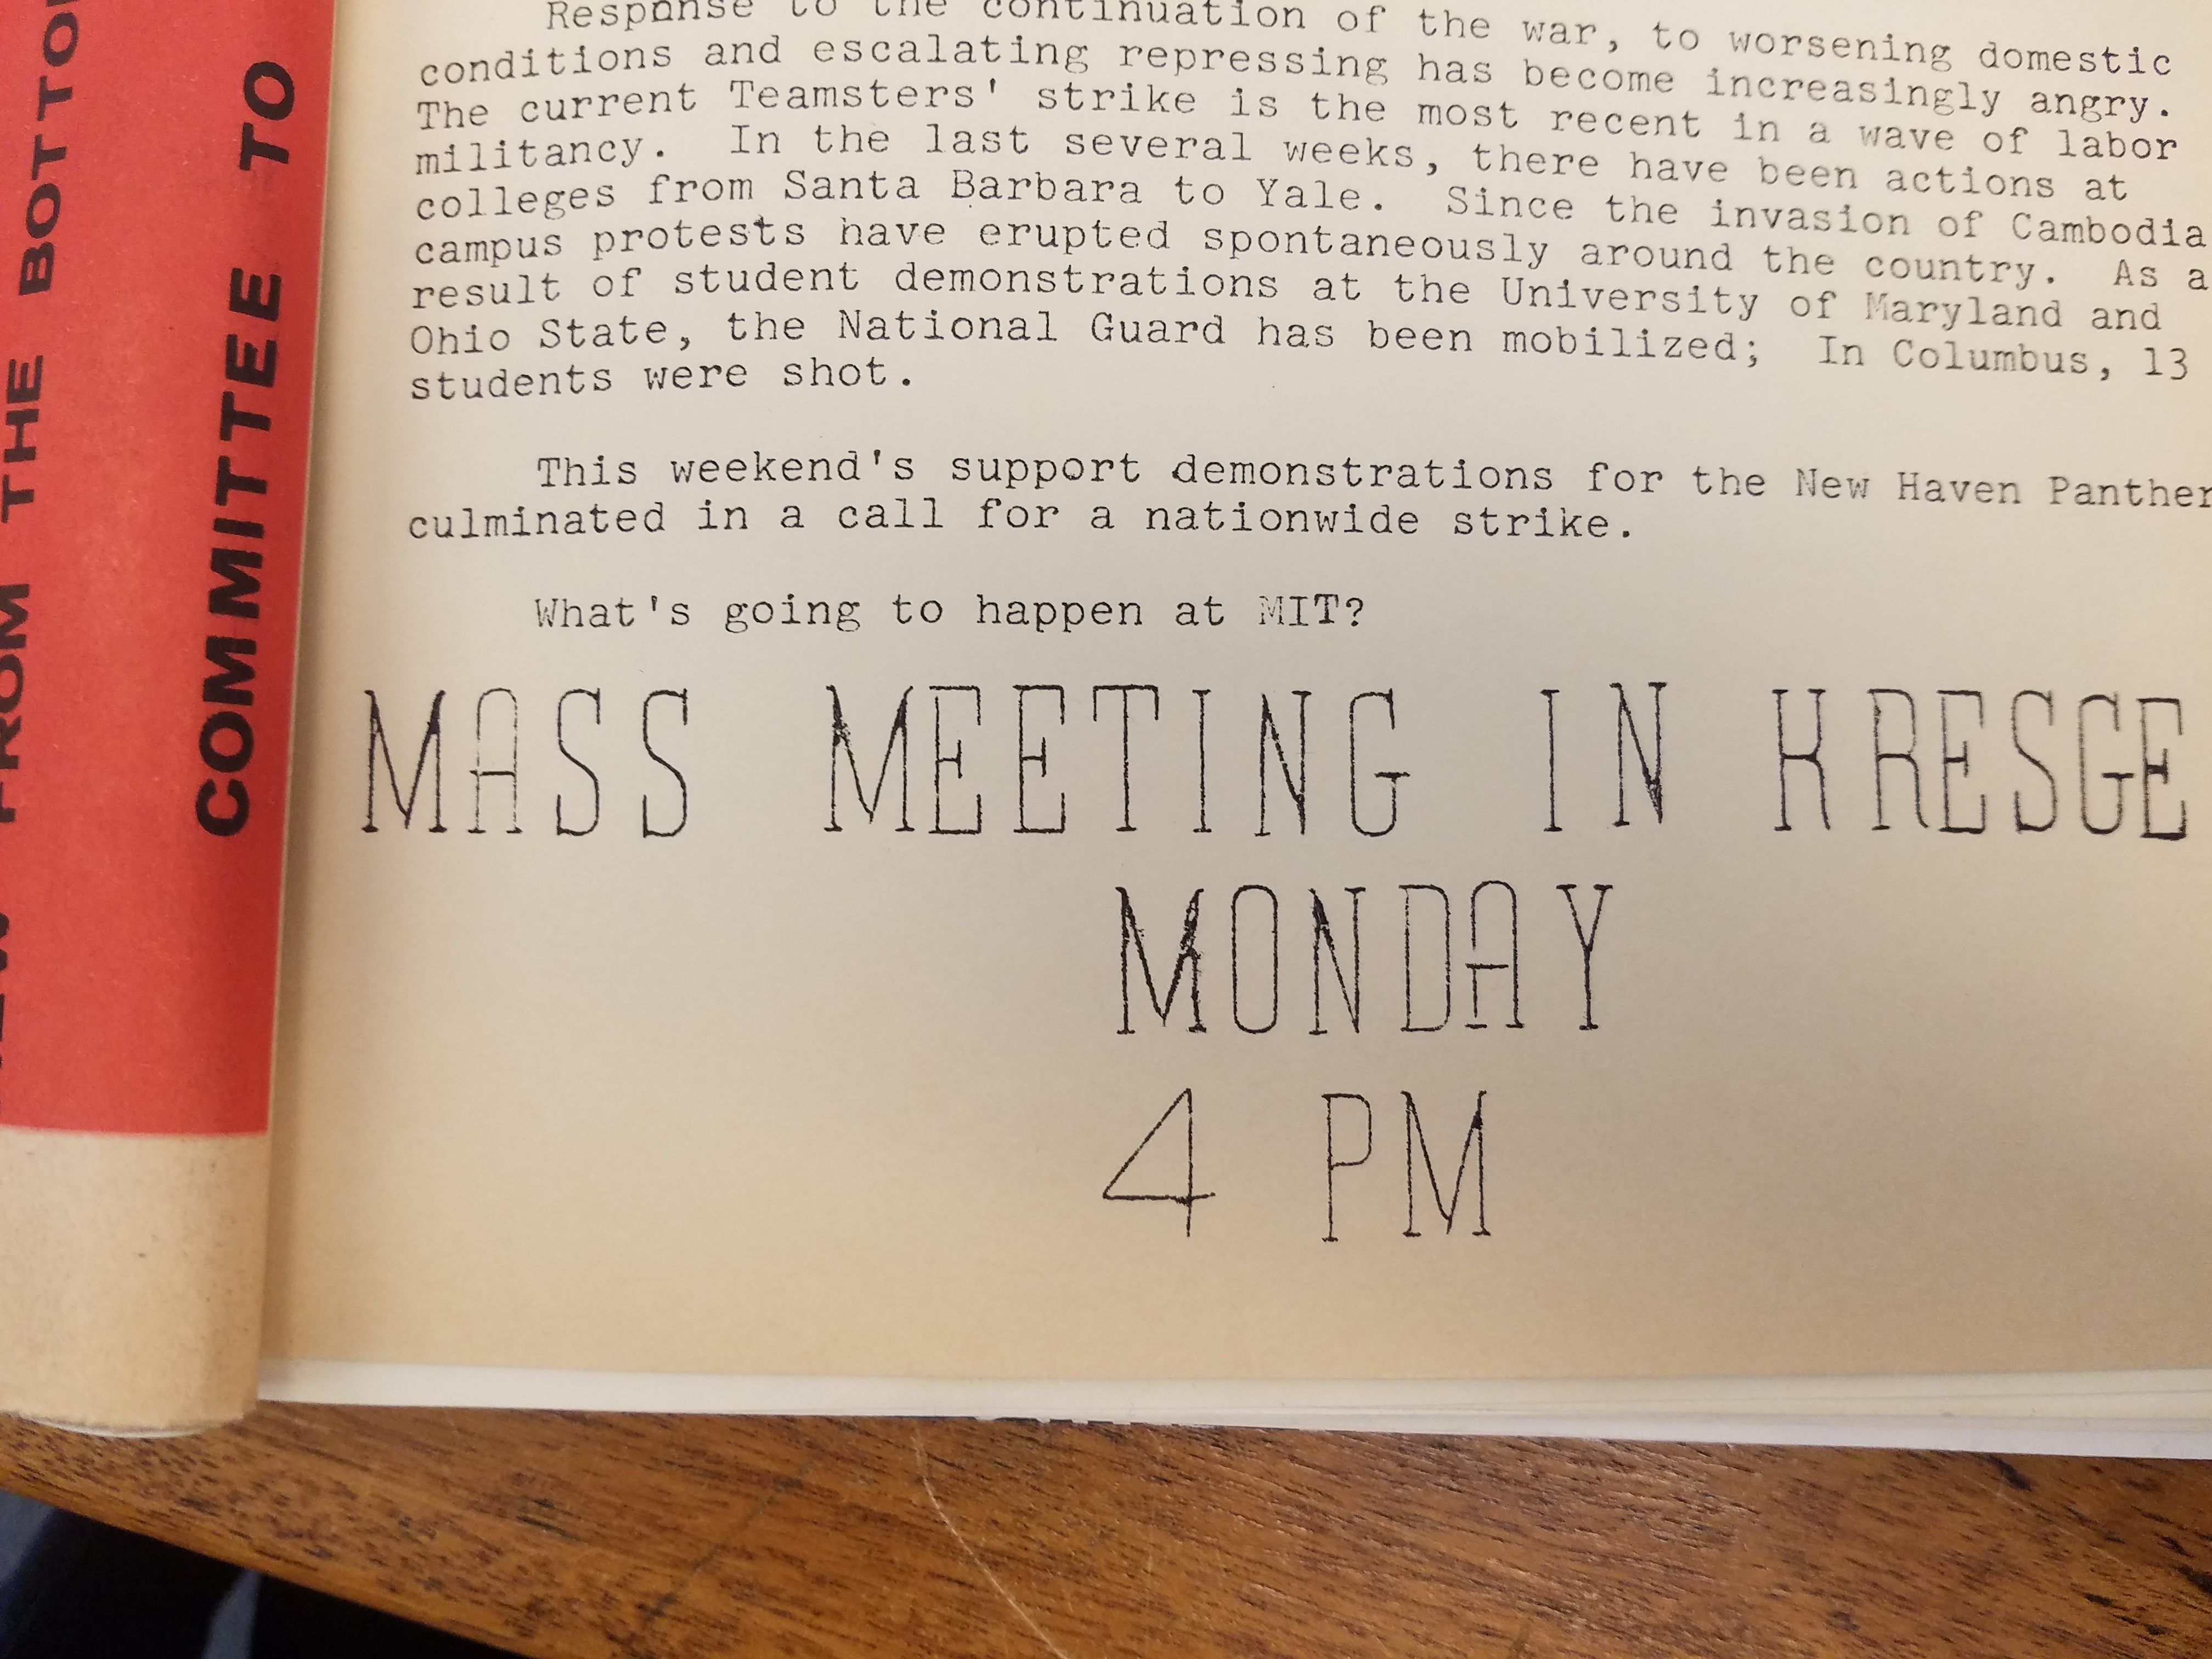 FROM THE BOTTO
COMMITTEE TO
Respnnse to the continuation of the war, to worsening domestic
conditions and escalating repressing has become increasingly angry.
The current Teamsters' strike is the most recent in a wave of labor
militancy. In the last several weeks, there have been actions at
colleges from Santa Barbara to Yale. Since the invasion of Cambodia
campus protests have erupted spontaneously around the country. As a
result of student demonstrations at the University of Maryland and
Ohio State, the National Guard has been mobilized; In Columbus, 13
students were shot.
This weekend's support demonstrations for the New Haven Panther
culminated in a call for a nationwide strike.
What's going to happen at MIT?
MASS MEETING IN KRESGE
MONDAY
4 PM